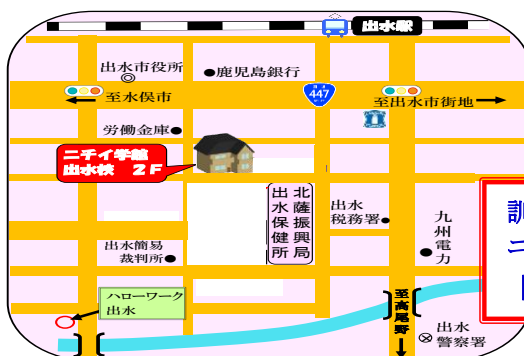 出水駅
出水市役所
鹿児島銀行
国道
447
至水俣市
至出水市街地
労働金庫
ニチイ学館
出水校 2F
北薩振興局
出水保健所
出水
税務署
九州
電力
出水簡易
裁判所
ハローワーク
出水
至高尾野
出水
警察署
訓
ニ